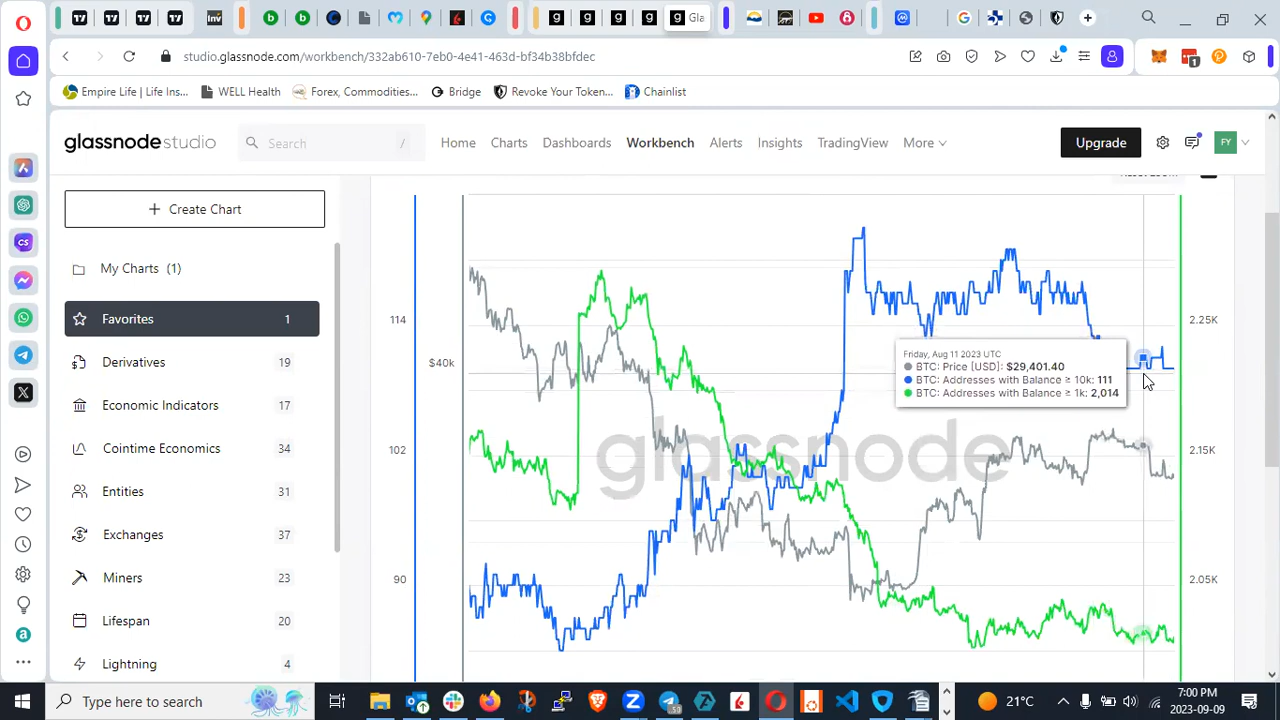 Gla
studio.glassnode.com/workbench/332ab610-7eb0-4e41-463d-bf34b38bfdec
1
Empire Life | Life Ins...
WELL Health
Forex, Commodities...
Bridge
Revoke Your Token...
Chainlist
glassnodestudio
Search
/
Home
Charts
Dashboards
Workbench
Alerts
Insights
TradingView
More
Upgrade
FY
+ Create Chart
My Charts (1)
Favorites 1
Derivatives 19
Economic Indicators 17
Cointime Economics 34
Entities 31
Exchanges 37
Miners 23
Lifespan 20
Lightning 4
114
102
90
$40k
2.25K
2.15K
2.05K
Friday, Aug 11 2023 UTC
BTC: Price [USD]: $29,401.40
BTC: Addresses with Balance ≥ 10k: 111
BTC: Addresses with Balance ≥ 1k: 2,014
glassnode
Type here to search
21°C
7:00 PM
2023-09-09